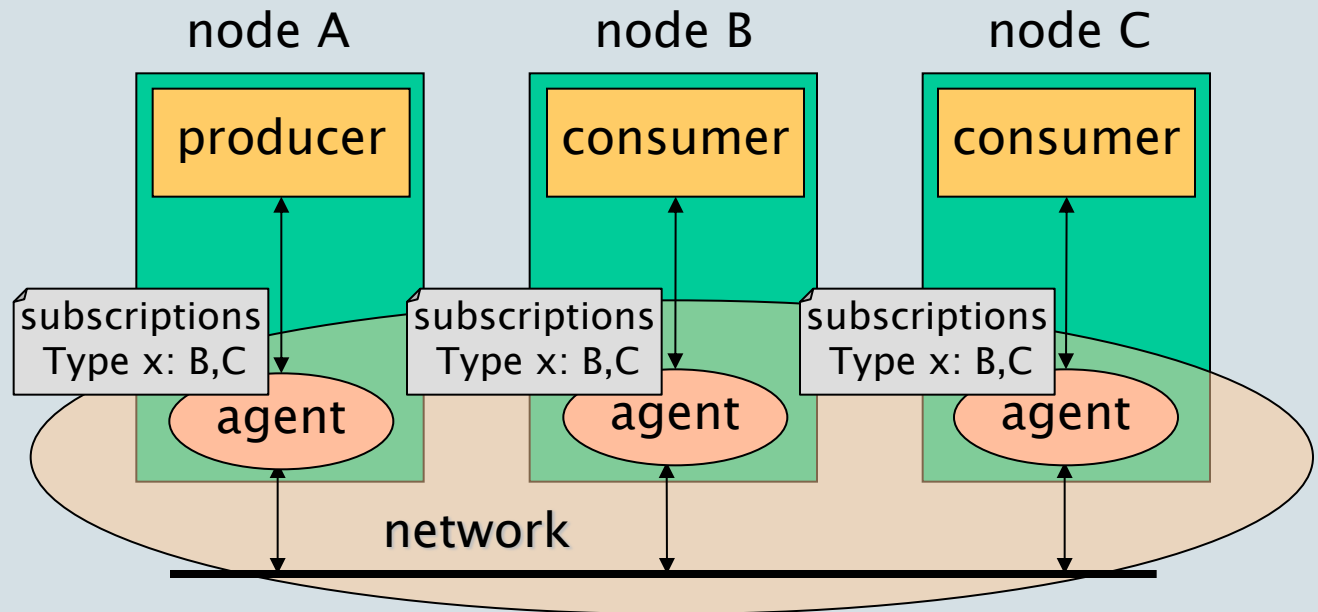 node A
node B
node C
producer
consumer
consumer
subscriptions
Type x: B,C
subscriptions
Type x: B,C
subscriptions
Type x: B,C
agent
agent
agent
network